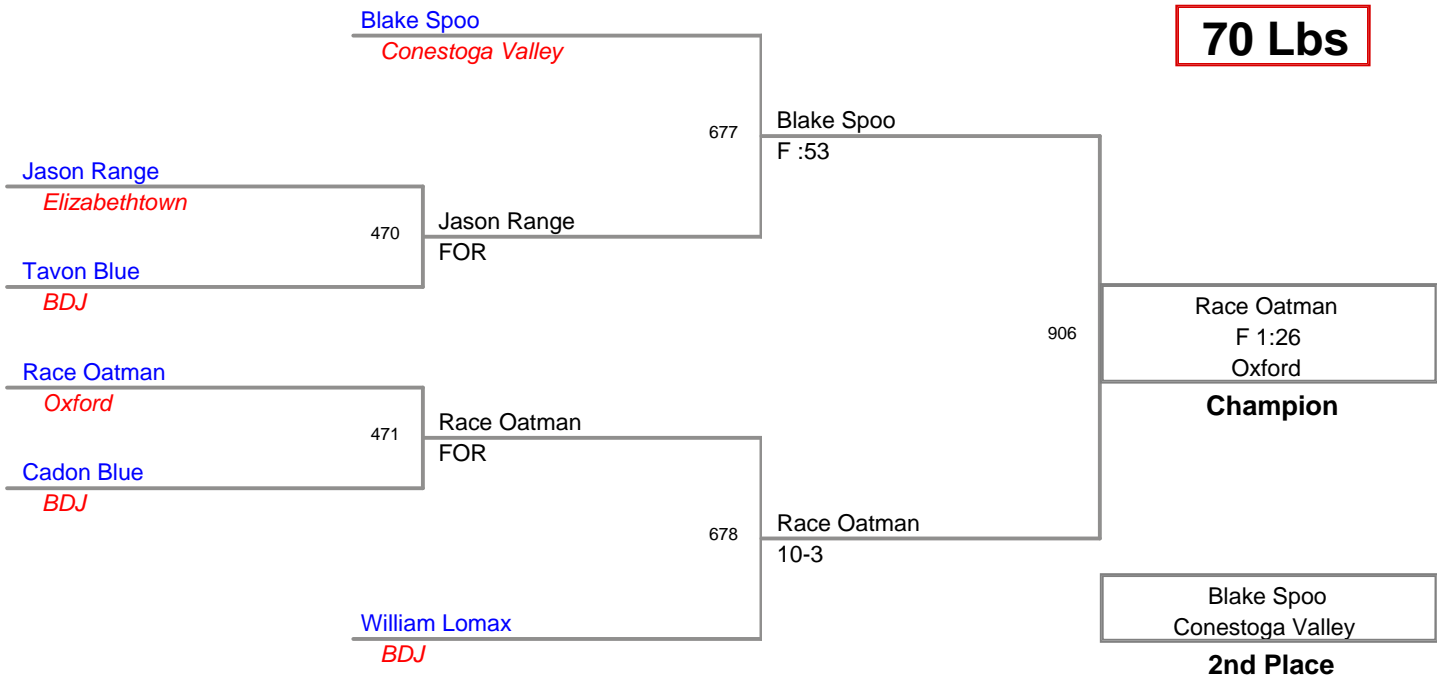 Blake Spoo
Conestoga Valley
70 Lbs
677
Blake Spoo
F :53
Jason Range
Elizabethtown
470
Jason Range
FOR
Tavon Blue
BDJ
906
Race Oatman
F 1:26
Oxford
Champion
Race Oatman
Oxford
471
Race Oatman
FOR
Cadon Blue
BDJ
678
Race Oatman
10-3
William Lomax
BDJ
Blake Spoo
Conestoga Valley
2nd Place